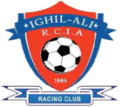 IGHIL-ALI
R.C.I.A
1985
RACING CLUB